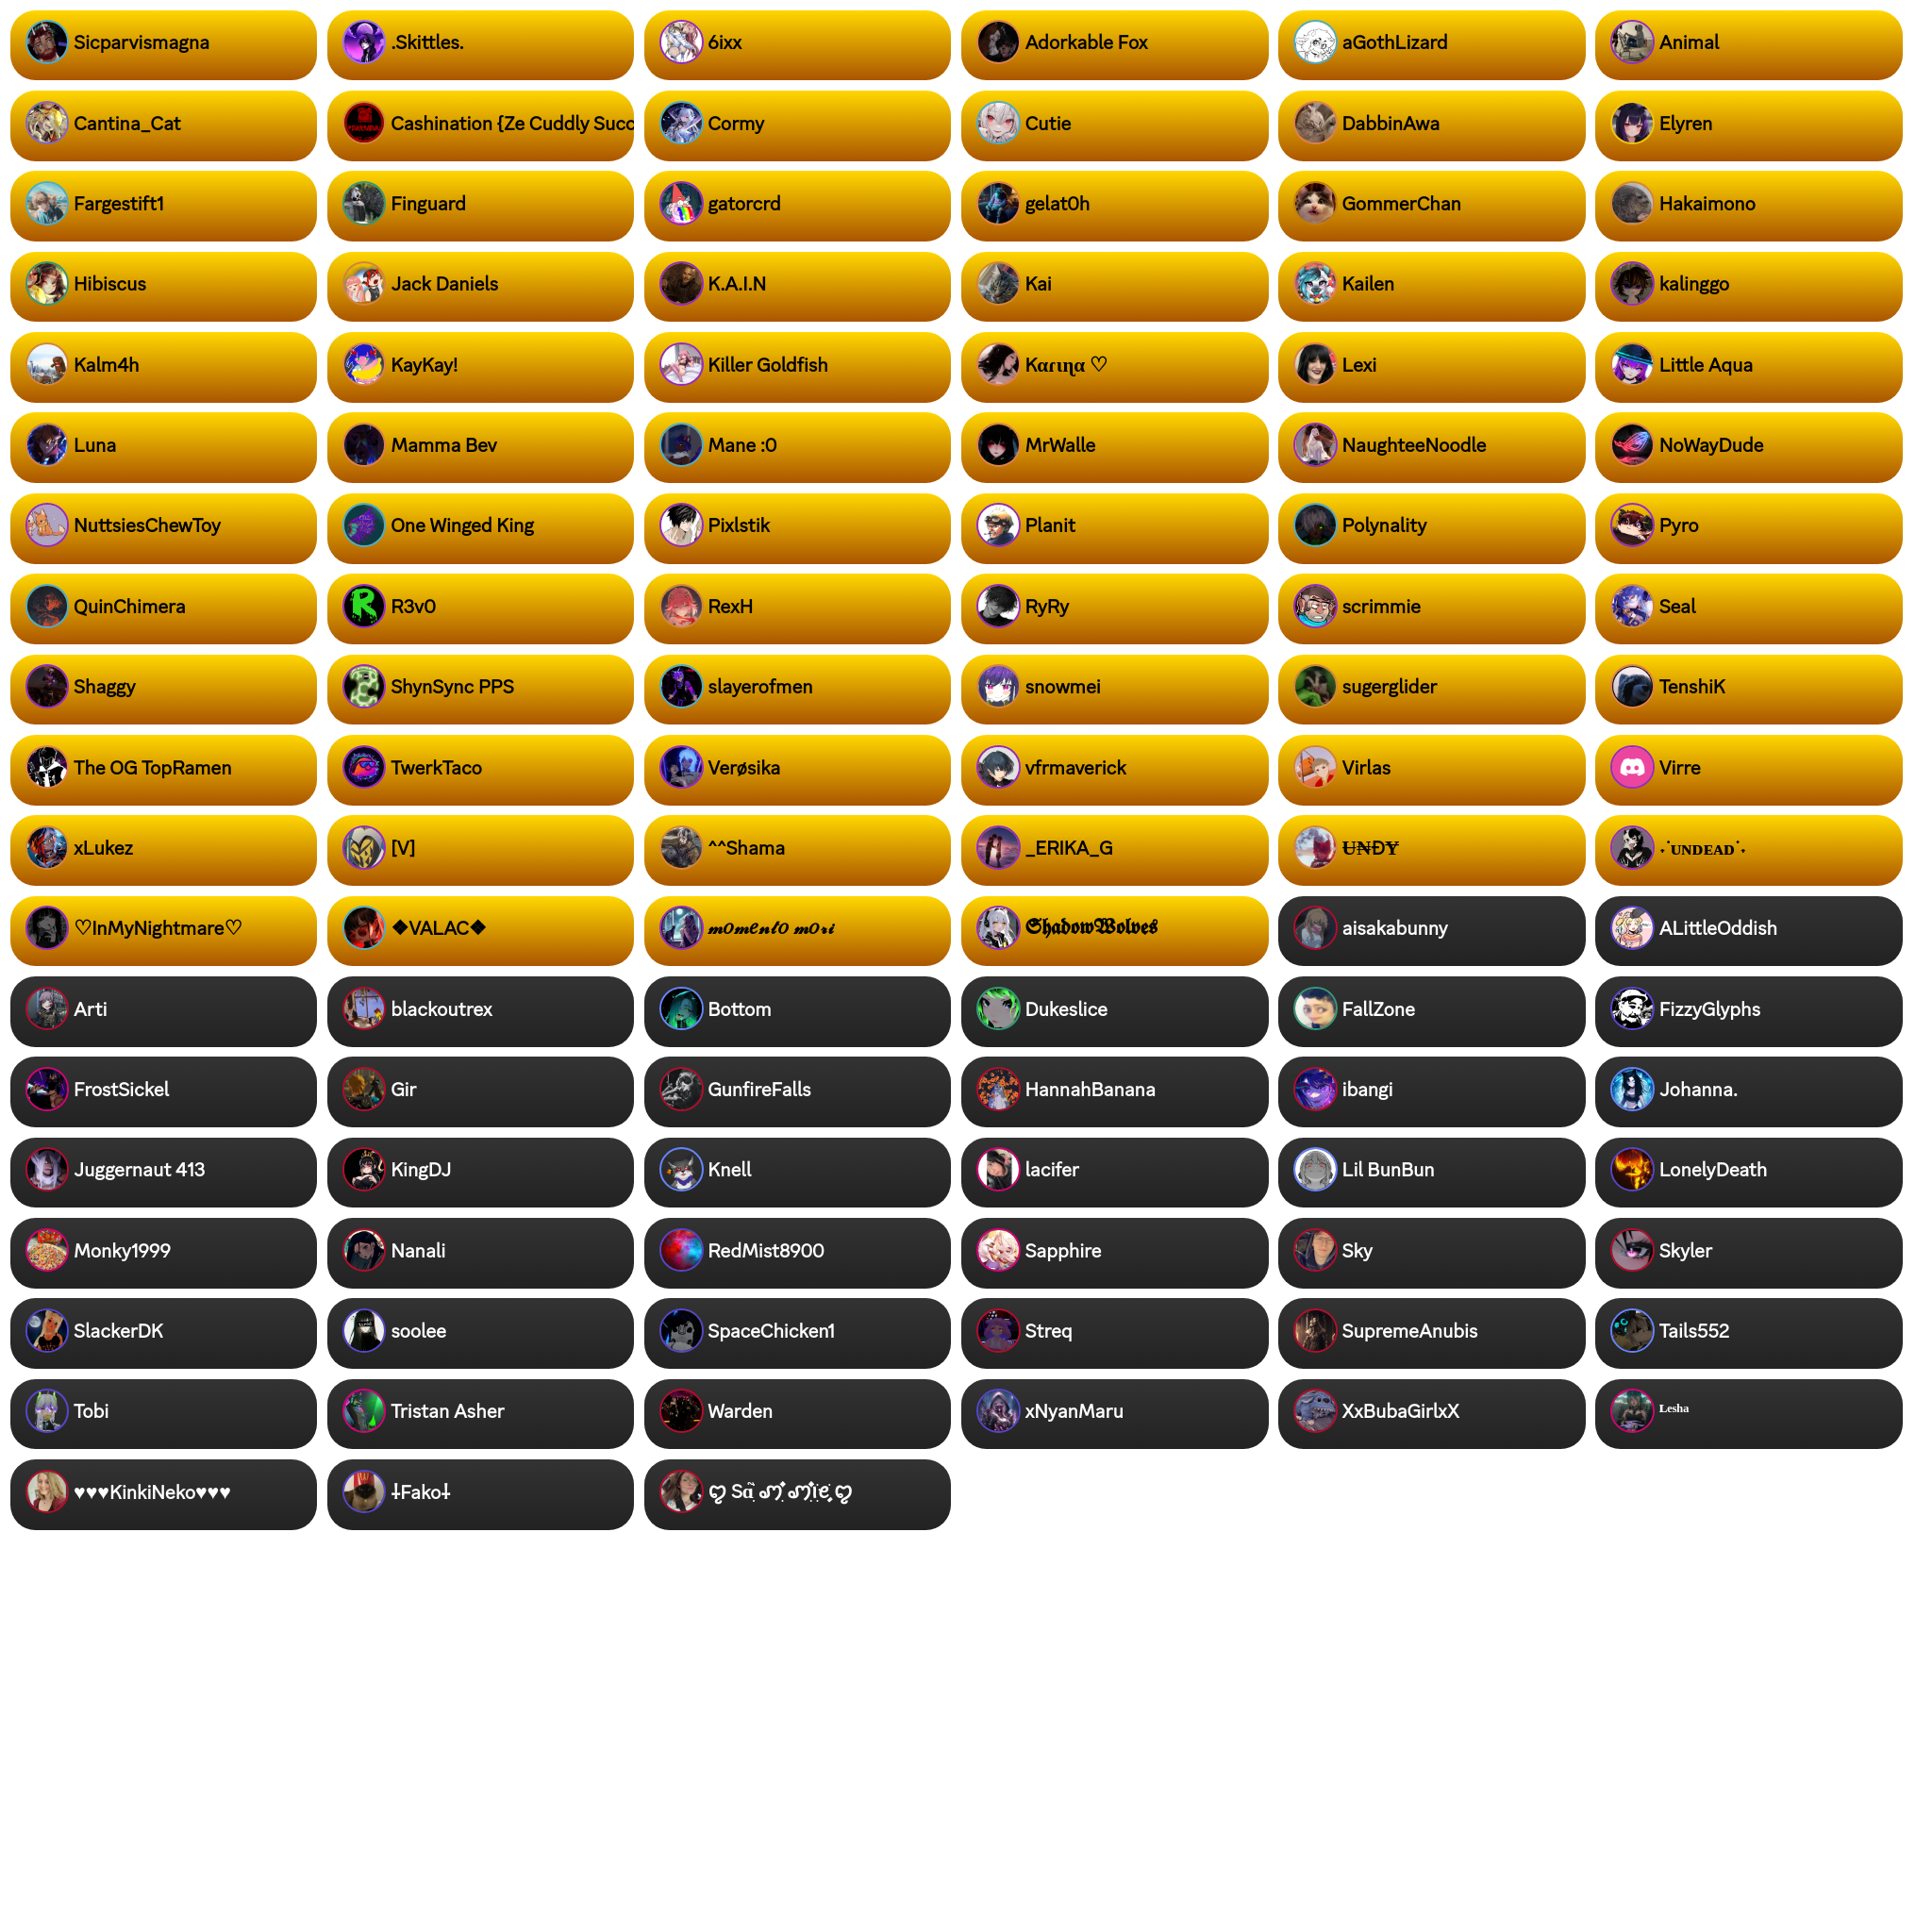 Sicparvismagna
.Skittles.
6ixx
Adorkable Fox
aGothLizard
Animal
Cantina_Cat
Cashination {Ze Cuddly Succ
Cormy
Cutie
DabbinAwa
Elyren
Fargestift1
Finguard
gatorcrd
gelat0h
GommerChan
Hakaimono
Hibiscus
Jack Daniels
K.A.I.N
Kai
Kailen
kalinggo
Kalm4h
KayKay!
Killer Goldfish
Kαɾιɳα ♡
Lexi
Little Aqua
Luna
Mamma Bev
Mane :0
MrWalle
NaughteeNoodle
NoWayDude
NuttsiesChewToy
One Winged King
Pixlstik
Planit
Polynality
Pyro
QuinChimera
R3v0
RexH
RyRy
scrimmie
Seal
Shaggy
ShynSync PPS
slayerofmen
snowmei
sugerglider
TenshiK
The OG TopRamen
TwerkTaco
Verøsika
vfrmaverick
Virlas
Virre
xLukez
[V]
^^Shama
_ERIKA_G
U̶N̶ĐY̶
˖˙ᴜɴᴅᴇᴀᴅ˙˖
♡InMyNightmare♡
❖VALAC❖
𝓶𝓸𝓶𝓮𝓷𝓽𝓸 𝓶𝓸𝓻𝓲
𝕾𝖍𝖆𝖉𝖔𝖜𝖂𝖔𝖑𝖛𝖊𝖘
aisakabunny
ALittleOddish
Arti
blackoutrex
Bottom
Dukeslice
FallZone
FizzyGlyphs
FrostSickel
Gir
GunfireFalls
HannahBanana
ibangi
Johanna.
Juggernaut 413
KingDJ
Knell
lacifer
Lil BunBun
LonelyDeath
Monky1999
Nanali
RedMist8900
Sapphire
Sky
Skyler
SlackerDK
soolee
SpaceChicken1
Streq
SupremeAnubis
Tails552
Tobi
Tristan Asher
Warden
xNyanMaru
XxBubaGirlxX
ᴸᵉˢʰᵃ
♥♥♥KinkiNeko♥♥♥
⸸Fako⸸